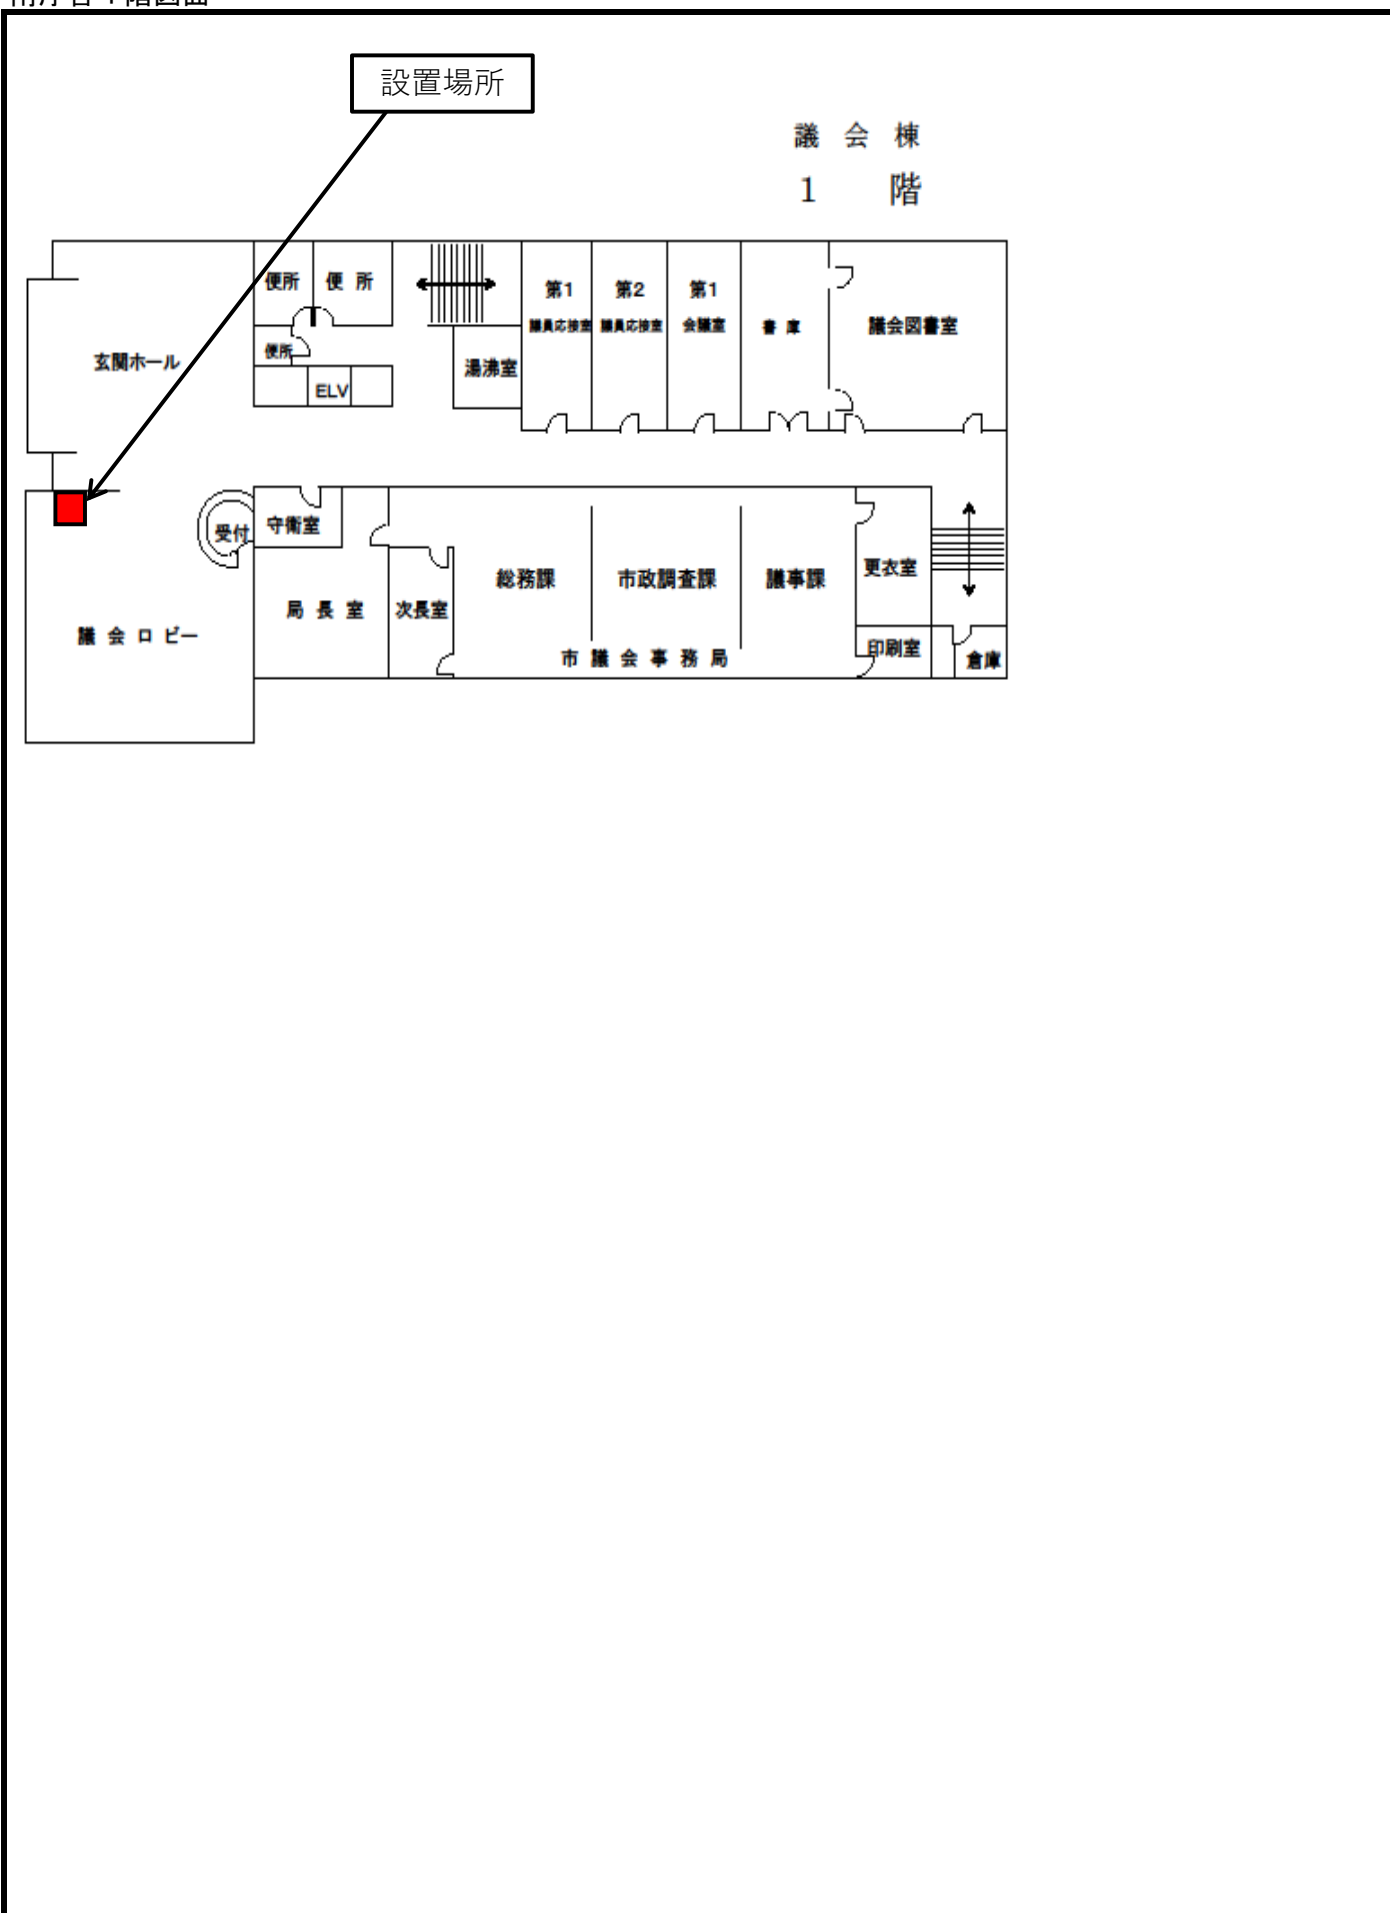 設置場所
議会棟
1 階
便所
便 所
第1
議員応接室
第2
議員応接室
第1
会議室
書 庫
議会図書室
玄関ホール
便所
ELV
湯沸室
受付
守衛室
局 長 室
次長室
総務課
市政調査課
議事課
更衣室
議 会 ロ ビー
市 議 会 事 務 局
印刷室
倉庫